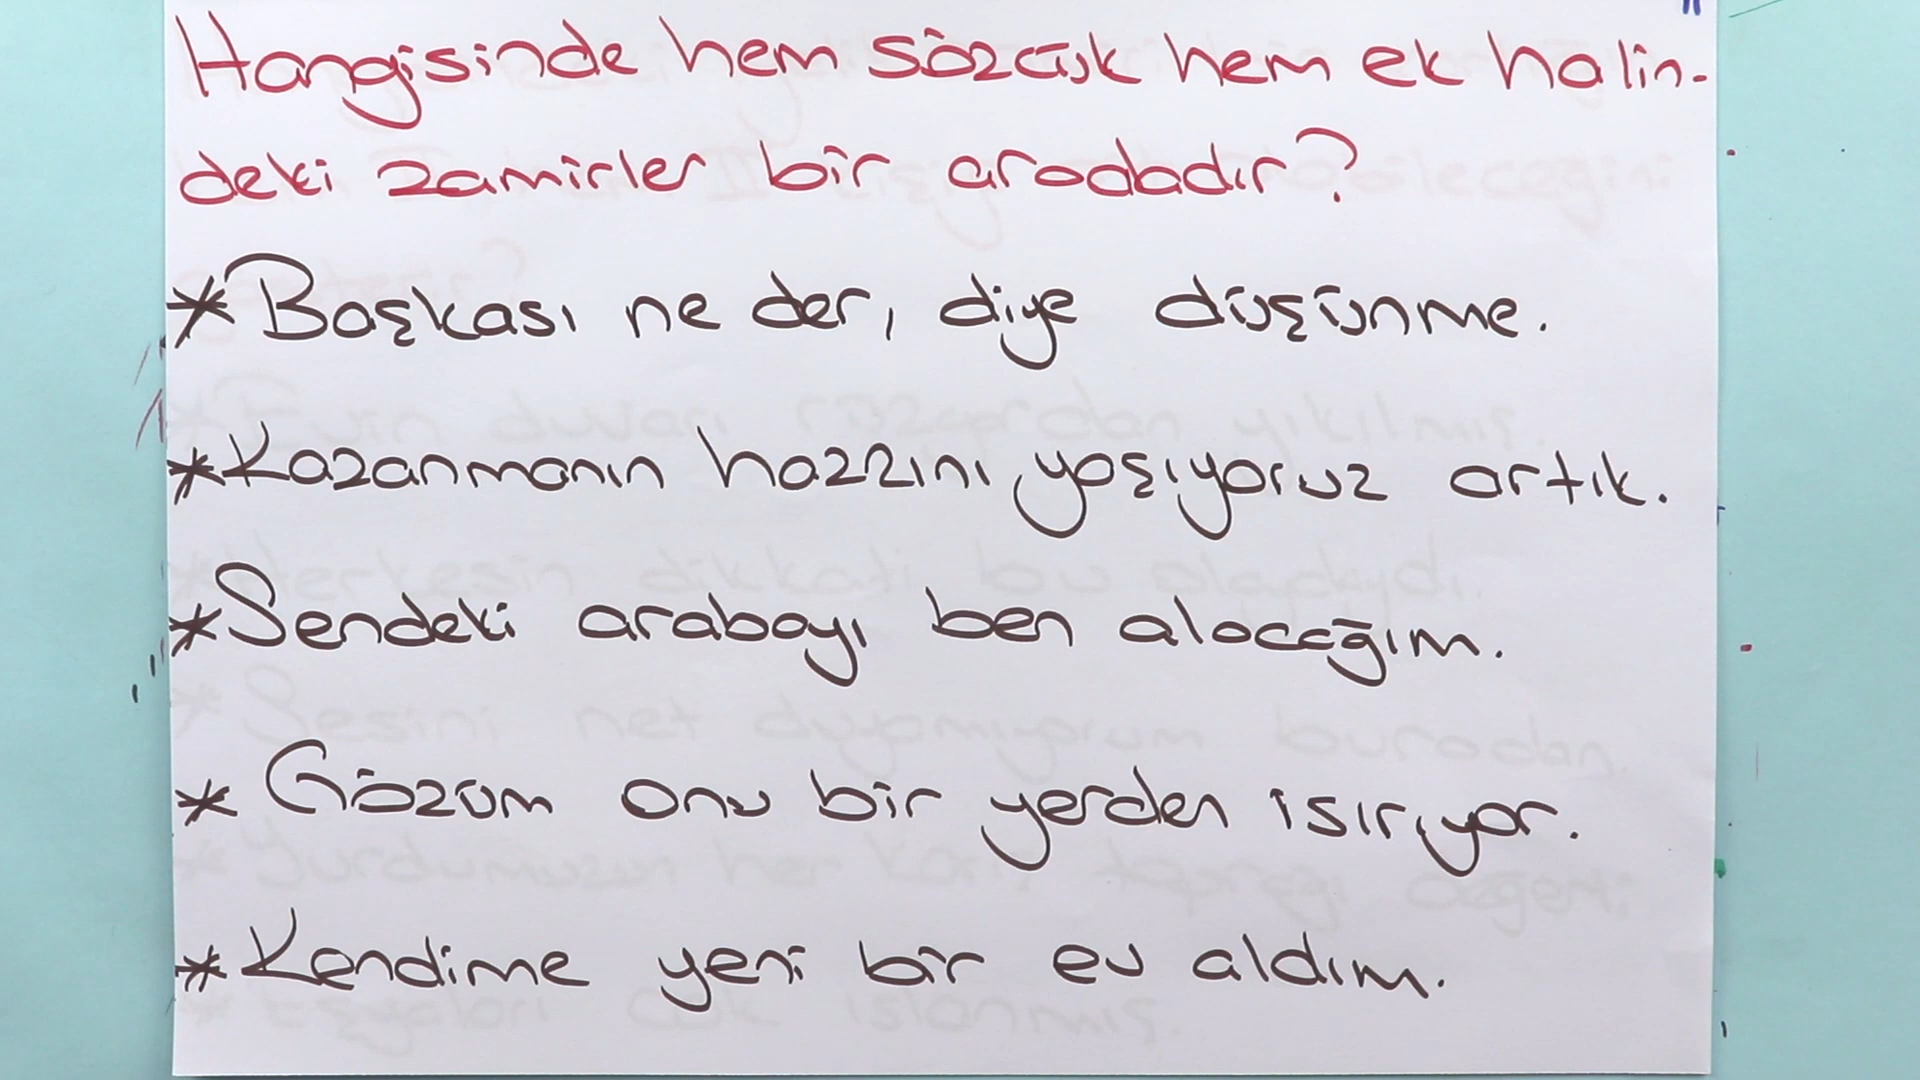 Hangisinde hem sözcük hem ek halin-
deki zamirler bir aradadır?
* Başkası ne der, diye düşünme.
* Kazanmanın hazzını yaşıyoruz artık.
* Sendeki arabayı ben alacağım.
* Gözüm onu bir yerden ısırıyor.
* Kendime yeni bir ev aldım.